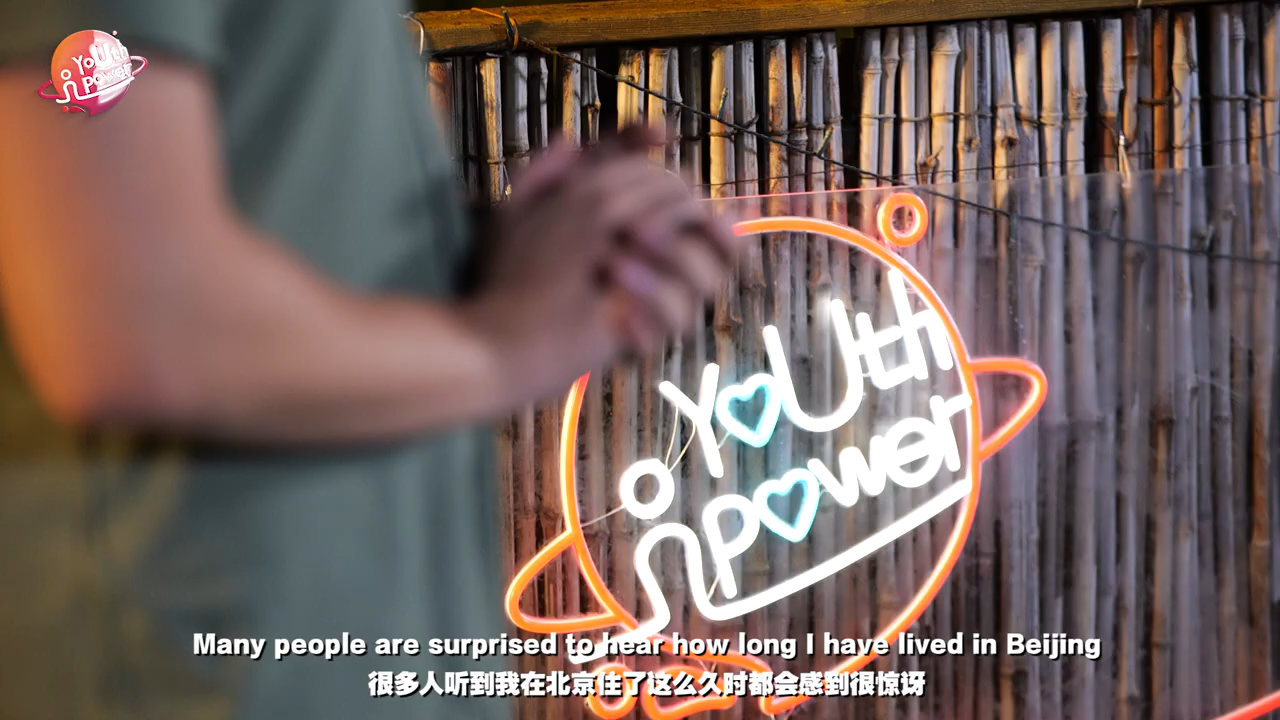 Youth
Power
Youth
Power
Many people are surprised to hear how long I have lived in Beijing
很多人听到我在北京住了这么久时都会感到很惊讶